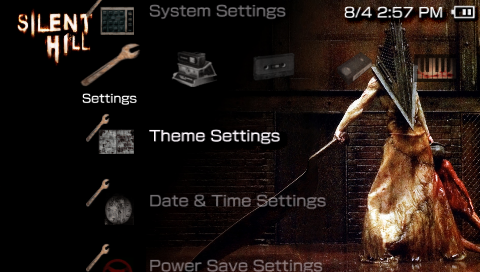 SILENT
HILL
System Settings
8/4 2:57 PM
Settings
Theme Settings
Date & Time Settings
Power Save Settings